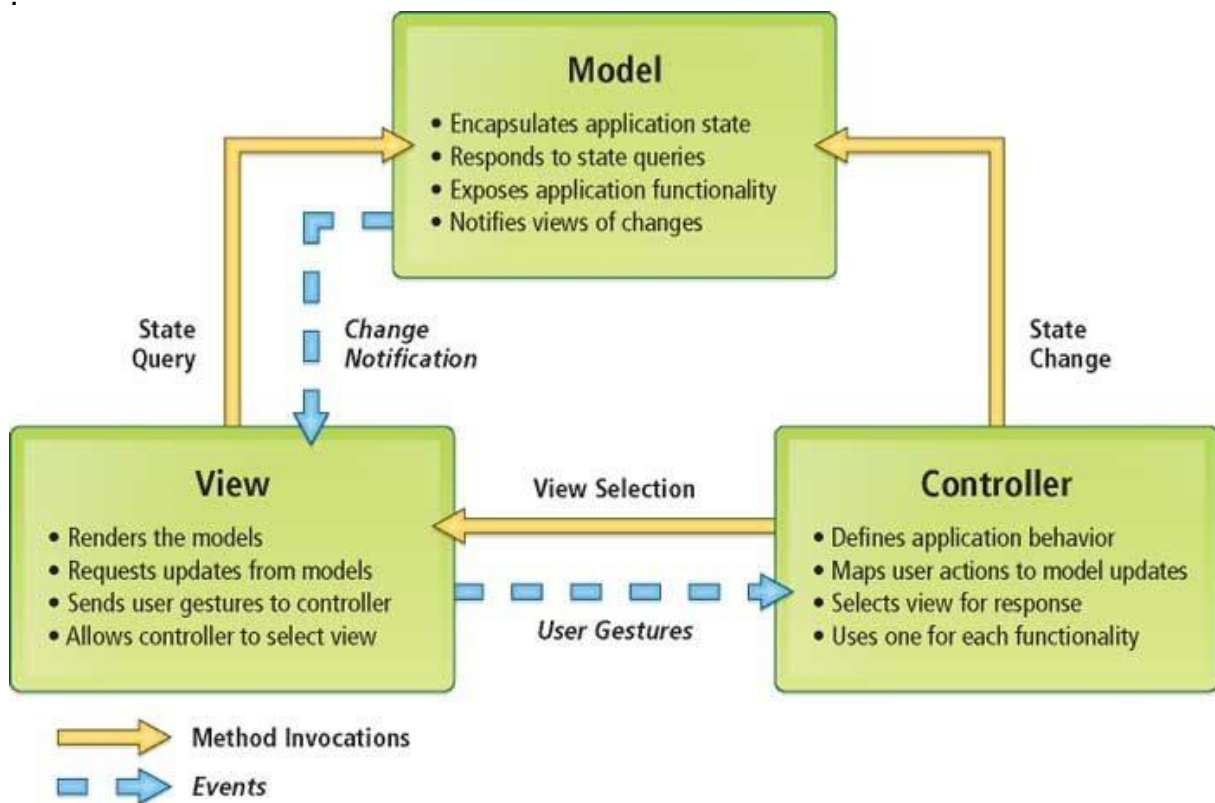 .
Model
• Encapsulates application state
• Responds to state queries
• Exposes application functionality
• Notifies views of changes
State
Query
Change
Notification
State
Change
View
• Renders the models
• Requests updates from models
• Sends user gestures to controller
• Allows controller to select view
View Selection
User Gestures
Controller
• Defines application behavior
• Maps user actions to model updates
• Selects view for response
• Uses one for each functionality
Method Invocations
Events